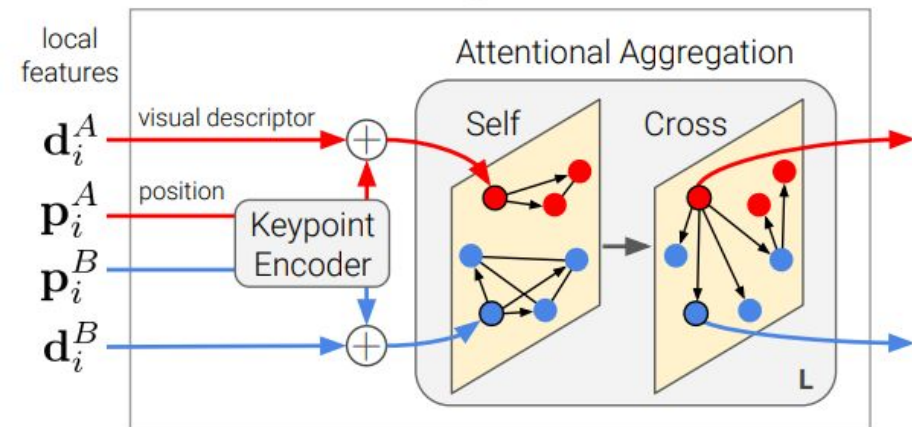 local
features
Attentional Aggregation
visual descriptor
Self
Cross
d_i^A
position
p_i^A
Keypoint
Encoder
p_i^B
d_i^B
L